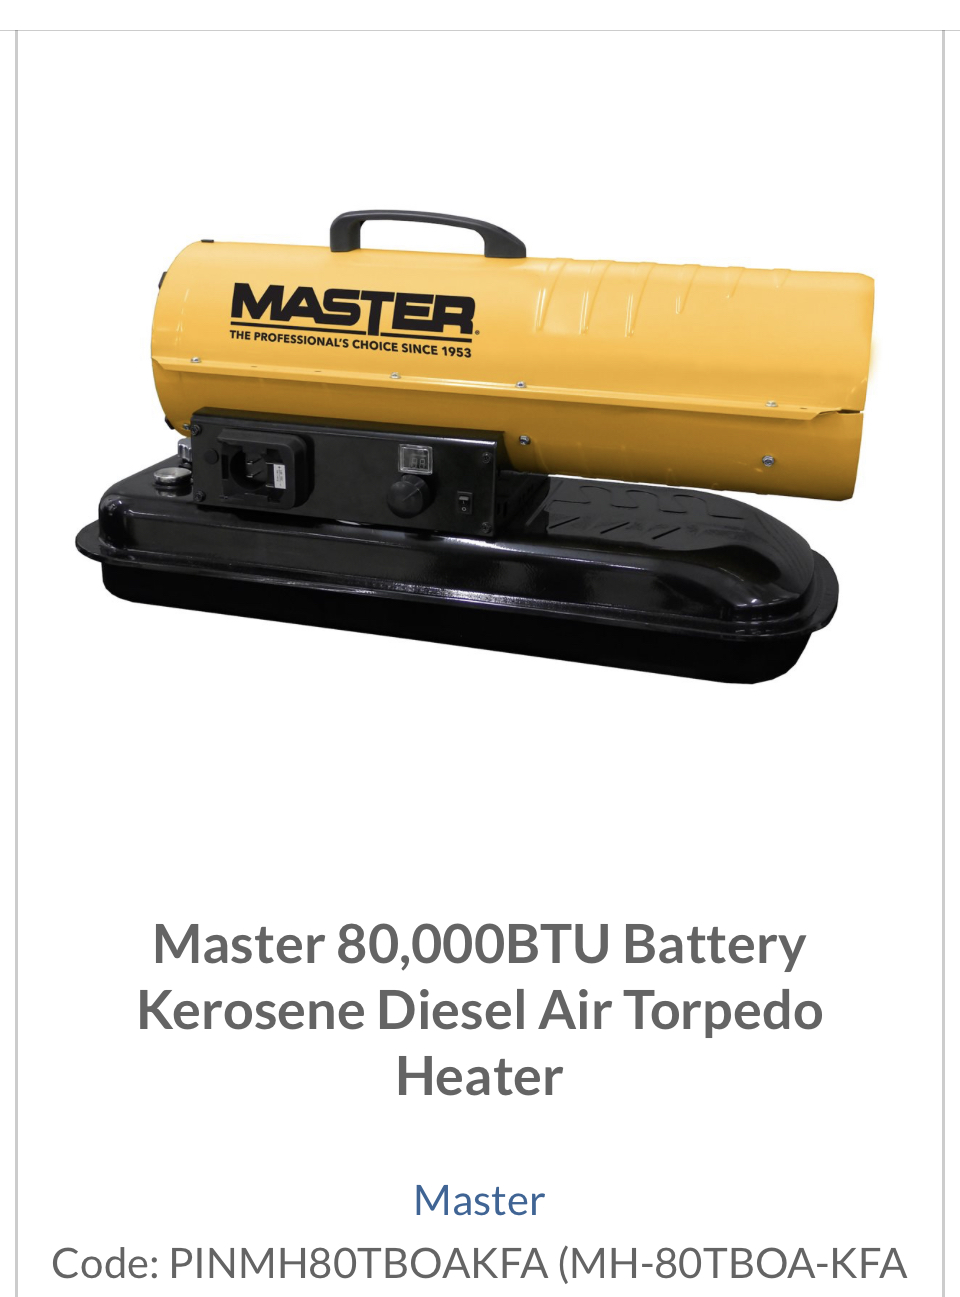 MASTER®
THE PROFESSIONAL'S CHOICE SINCE 1953
Master 80,000BTU Battery
Kerosene Diesel Air Torpedo
Heater
Master
Code: PINMH80TBOAKFA (MH-80TBOA-KFA